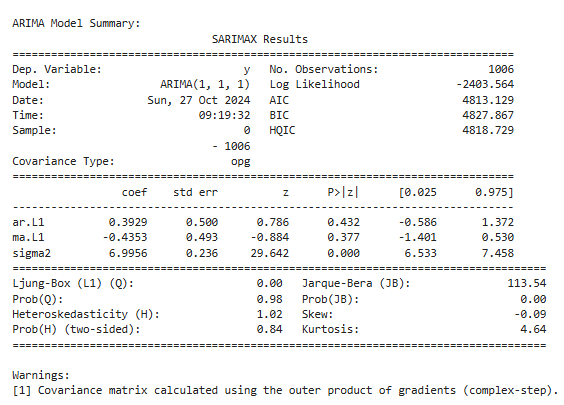 ARIMA Model Summary:
                               SARIMAX Results
==============================================================================
Dep. Variable:                      y   No. Observations:                 1006
Model:                 ARIMA(1, 1, 1)   Log Likelihood               -2403.564
Date:                Sun, 27 Oct 2024   AIC                           4813.129
Time:                        09:19:32   BIC                           4827.867
Sample:                             0   HQIC                          4818.729
                               - 1006
Covariance Type:                  opg
==============================================================================
                 coef    std err          z      P>|z|      [0.025      0.975]
------------------------------------------------------------------------------
ar.L1          0.3929      0.500      0.786      0.432      -0.586       1.372
ma.L1         -0.4353      0.493     -0.884      0.377      -1.401       0.530
sigma2         6.9956      0.236     29.642      0.000       6.533       7.458
===================================================================================
Ljung-Box (L1) (Q):                   0.00   Jarque-Bera (JB):               113.54
Prob(Q):                              0.98   Prob(JB):                         0.00
Heteroskedasticity (H):               1.02   Skew:                            -0.09
Prob(H) (two-sided):                  0.84   Kurtosis:                         4.64
===================================================================================

Warnings:
[1] Covariance matrix calculated using the outer product of gradients (complex-step).